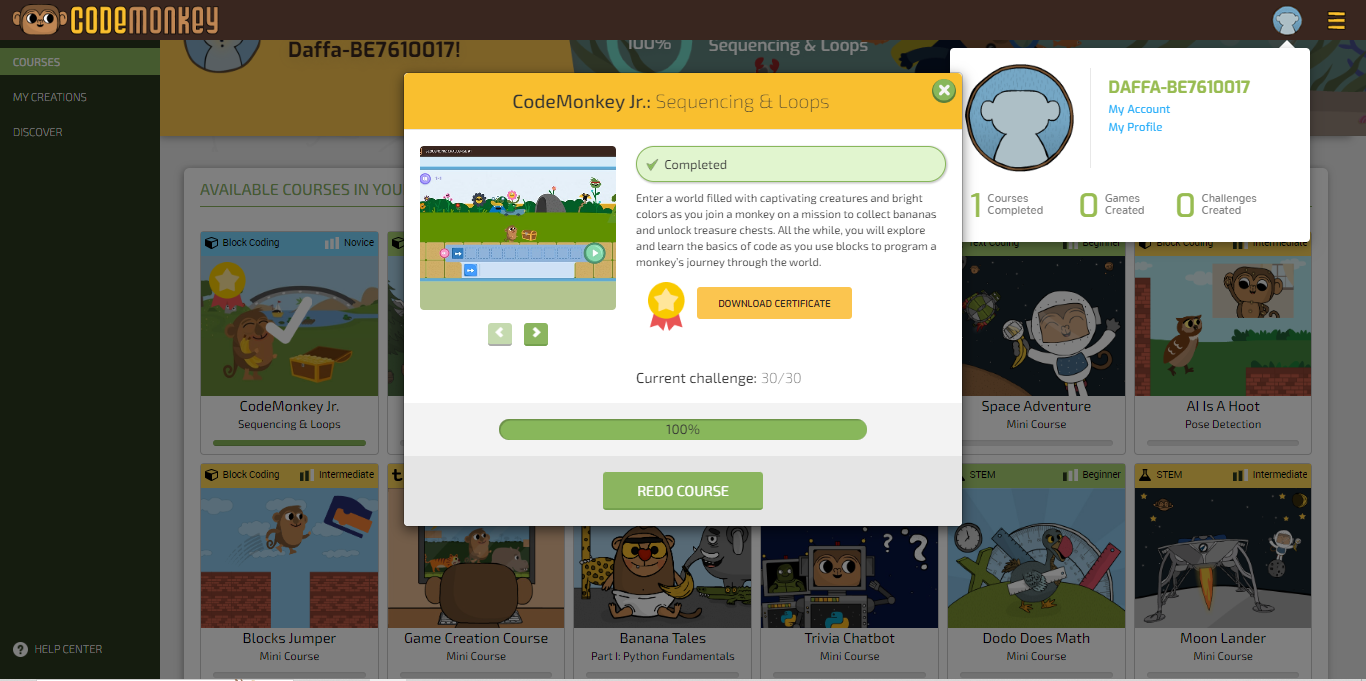 CODEMONKEY
COURSES
MY CREATIONS
DISCOVER
HELP CENTER
Daffa-BE7610017!
100%
Sequencing & Loops
DAFFA-BE7610017
My Account
My Profile
1 Courses Completed
0 Games Created
0 Challenges Created
CodeMonkey Jr.: Sequencing & Loops
Completed
Enter a world filled with captivating creatures and bright
colors as you join a monkey on a mission to collect bananas
and unlock treasure chests. All the while, you will explore
and learn the basics of code as you use blocks to program a
monkey's journey through the world.
DOWNLOAD CERTIFICATE
Current challenge: 30/30
100%
REDO COURSE
AVAILABLE COURSES IN YOU
Block Coding Novice
Text Coding Beginner
Block Coding Intermediate
CodeMonkey Jr.
Sequencing & Loops
Space Adventure
Mini Course
AI Is A Hoot
Pose Detection
Block Coding Intermediate
STEM Beginner
STEM Intermediate
Blocks Jumper
Mini Course
Game Creation Course
Mini Course
Banana Tales
Part I: Python Fundamentals
Trivia Chatbot
Mini Course
Dodo Does Math
Mini Course
Moon Lander
Mini Course